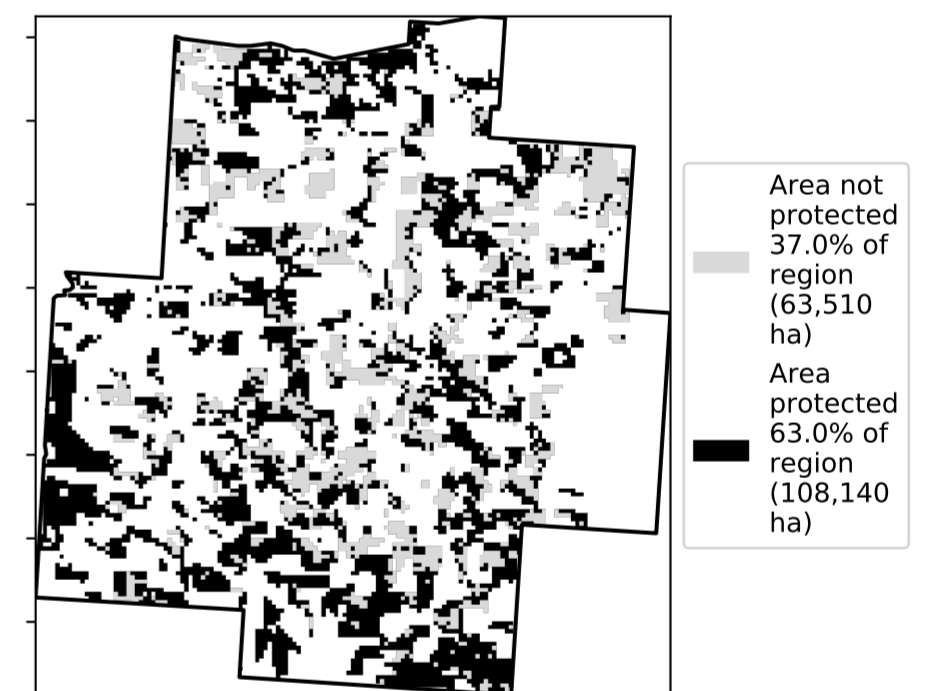 Area not
protected
37.0% of
region
(63,510
ha)
Area
protected
63.0% of
region
(108,140
ha)